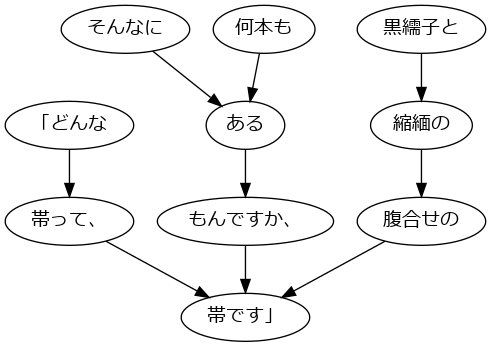 そんなに
何本も
黒繻子と
「どんな
ある
縮緬の
帯って、
もんですか、
腹合せの
帯です」